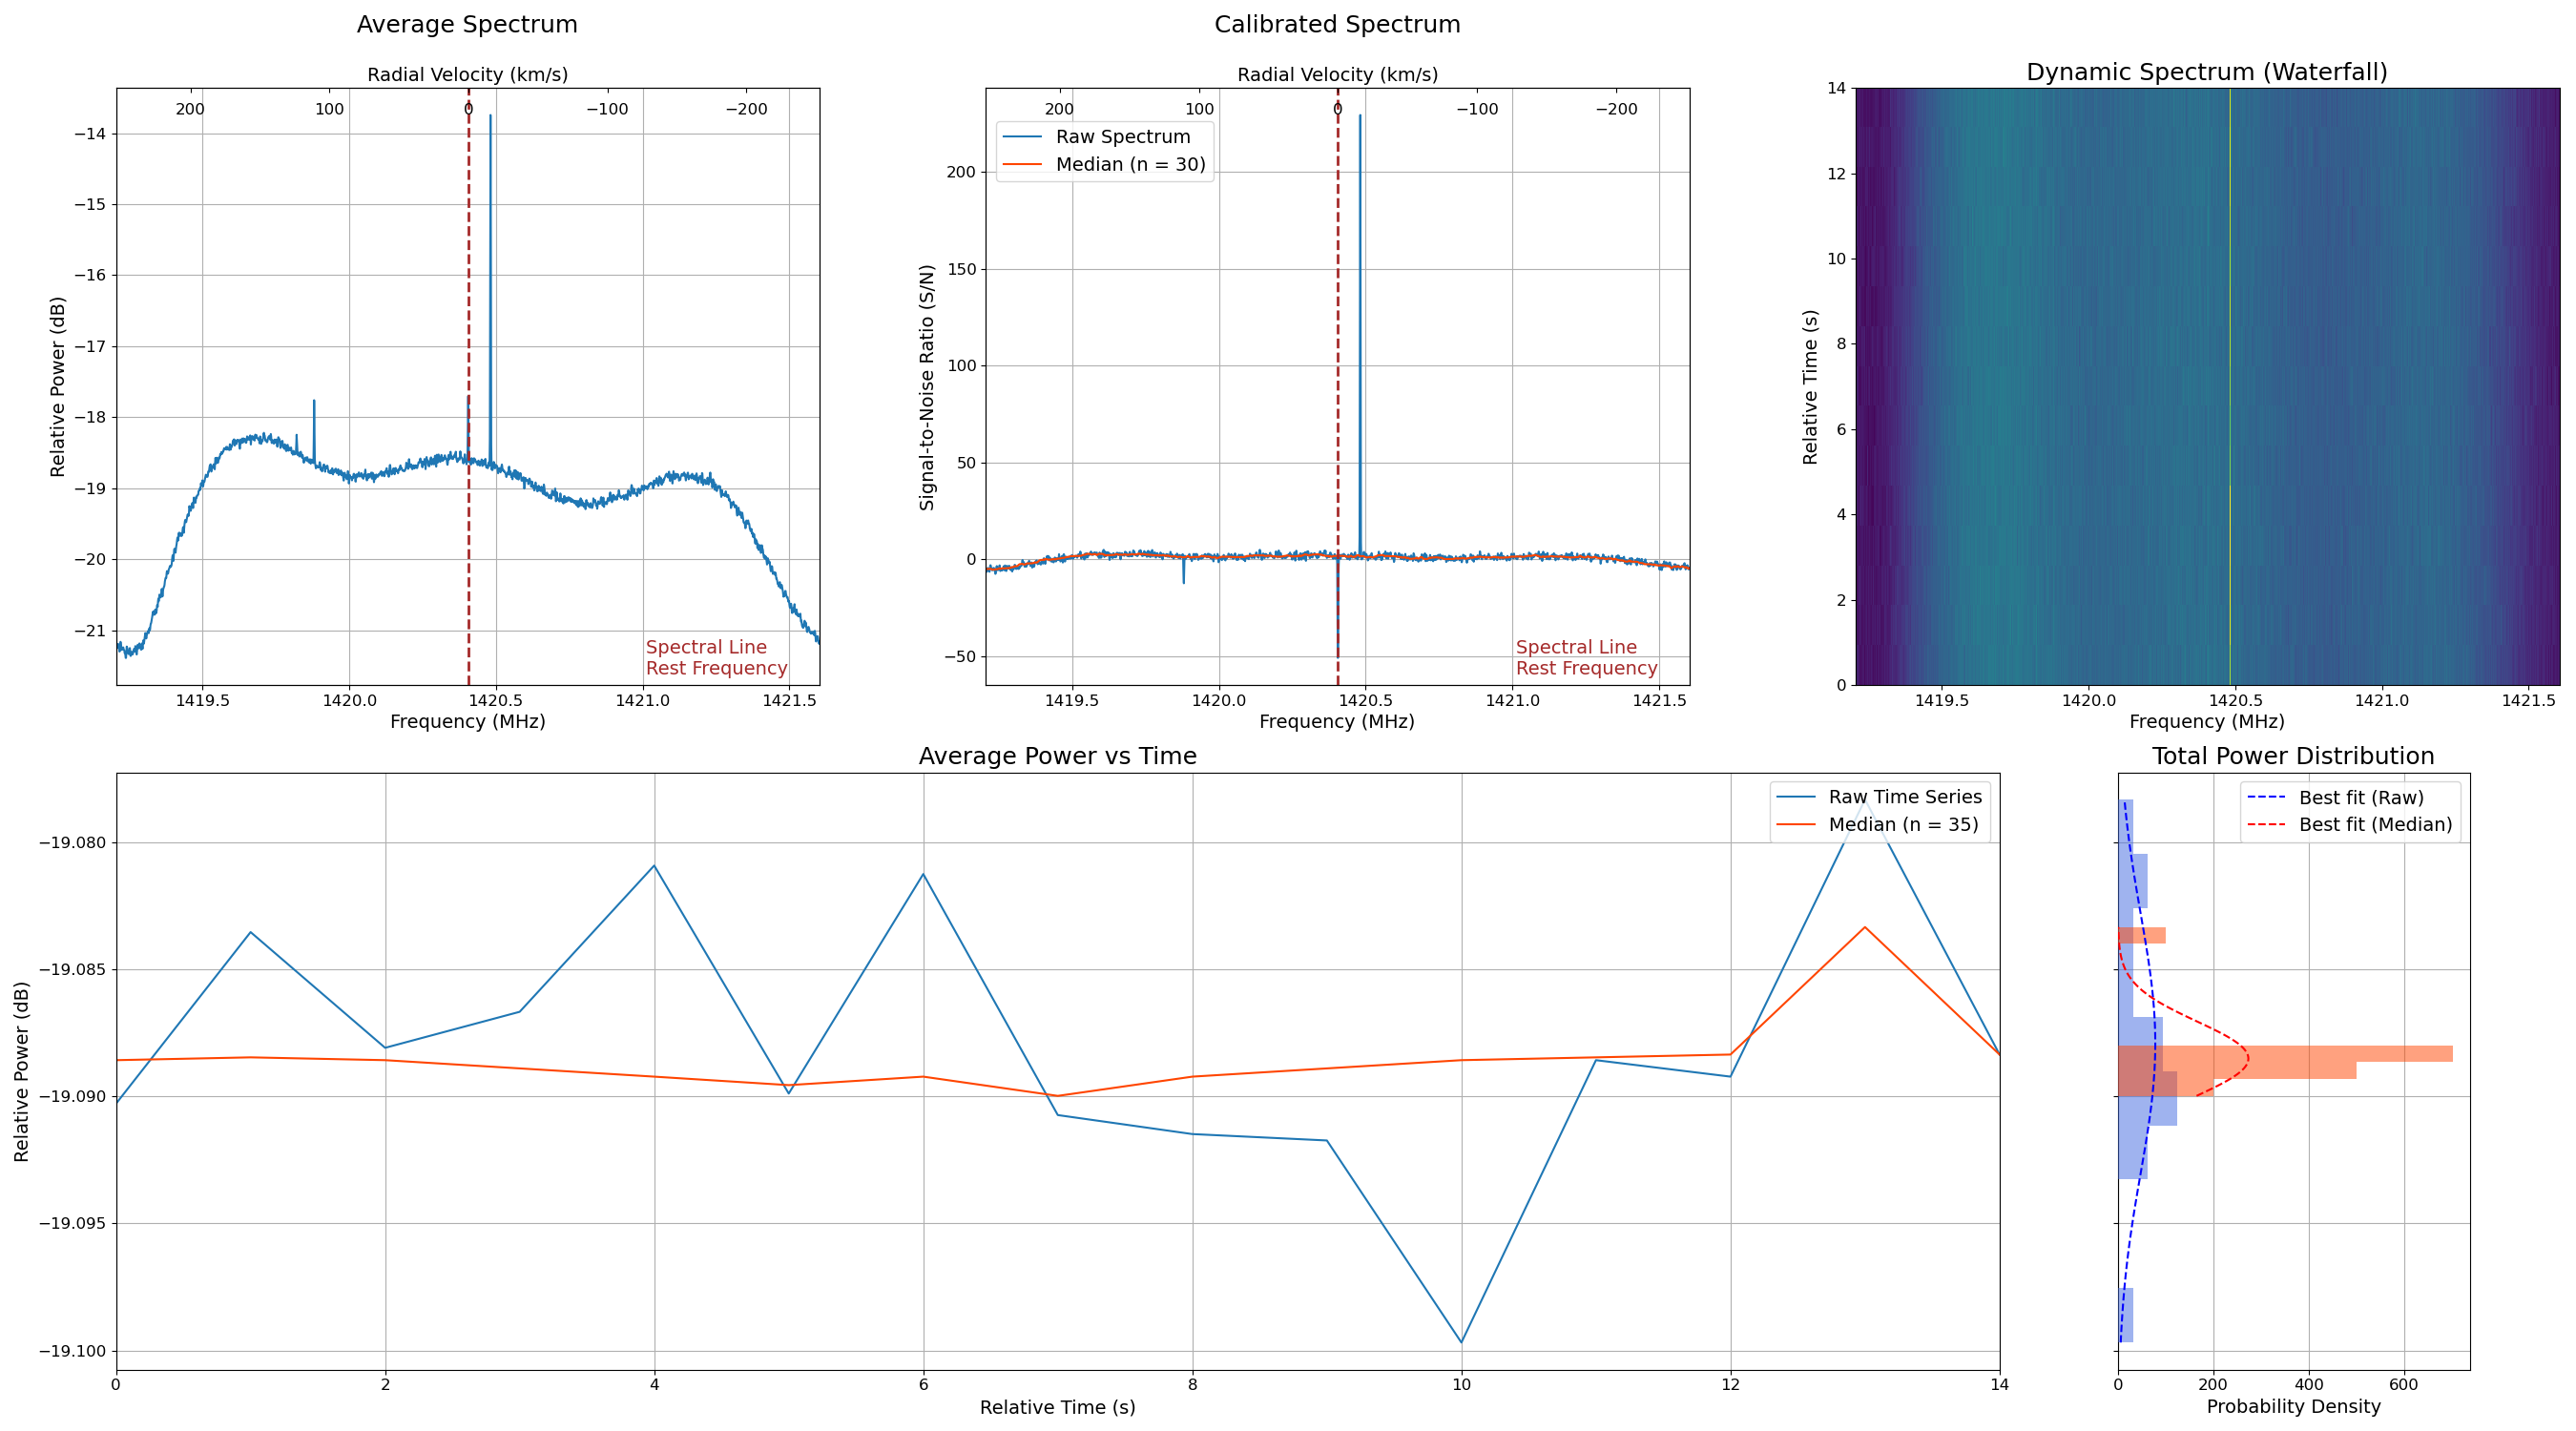 Average Spectrum
Radial Velocity (km/s)
200 100 0 −100 −200
−14
−15
−16
−17
−18
−19
−20
−21
Relative Power (dB)
Spectral Line
Rest Frequency
1419.5 1420.0 1420.5 1421.0 1421.5
Frequency (MHz)
Calibrated Spectrum
Radial Velocity (km/s)
200 100 0 −100 −200
Raw Spectrum
Median (n = 30)
200
150
100
50
0
−50
Signal-to-Noise Ratio (S/N)
Spectral Line
Rest Frequency
1419.5 1420.0 1420.5 1421.0 1421.5
Frequency (MHz)
Dynamic Spectrum (Waterfall)
14
12
10
8
6
4
2
0
Relative Time (s)
1419.5 1420.0 1420.5 1421.0 1421.5
Frequency (MHz)
Average Power vs Time
Raw Time Series
Median (n = 35)
−19.080
−19.085
−19.090
−19.095
−19.100
Relative Power (dB)
0 2 4 6 8 10 12 14
Relative Time (s)
Total Power Distribution
Best fit (Raw)
Best fit (Median)
0 200 400 600
Probability Density